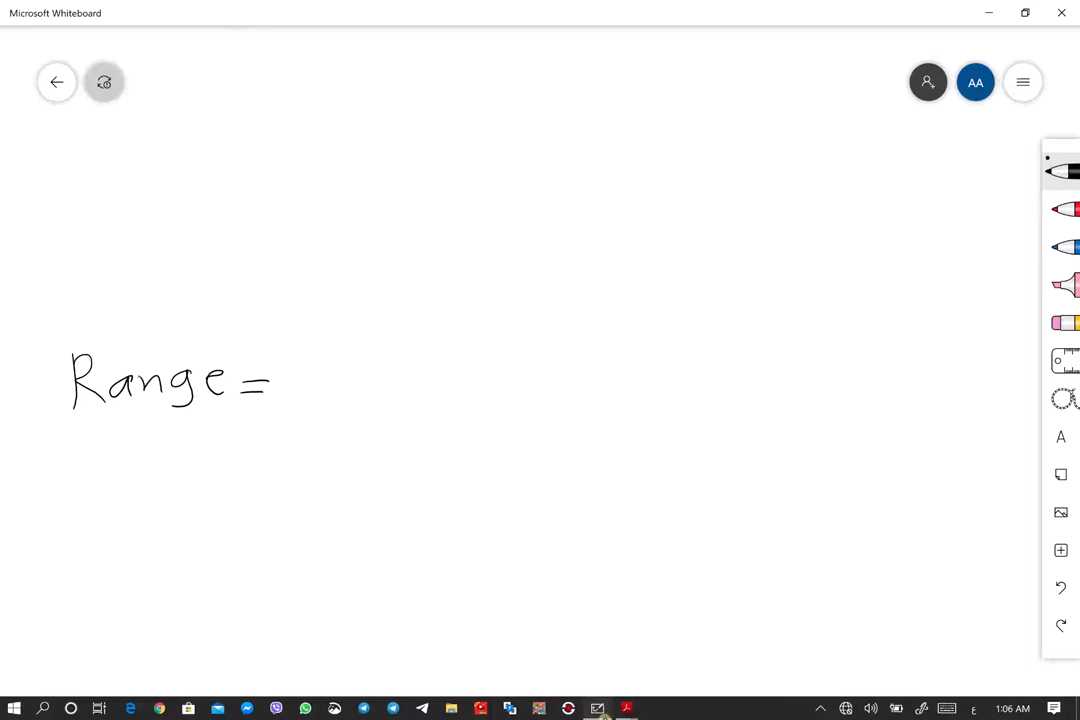 Microsoft Whiteboard
AA
Range =
A
ع
1:06 AM